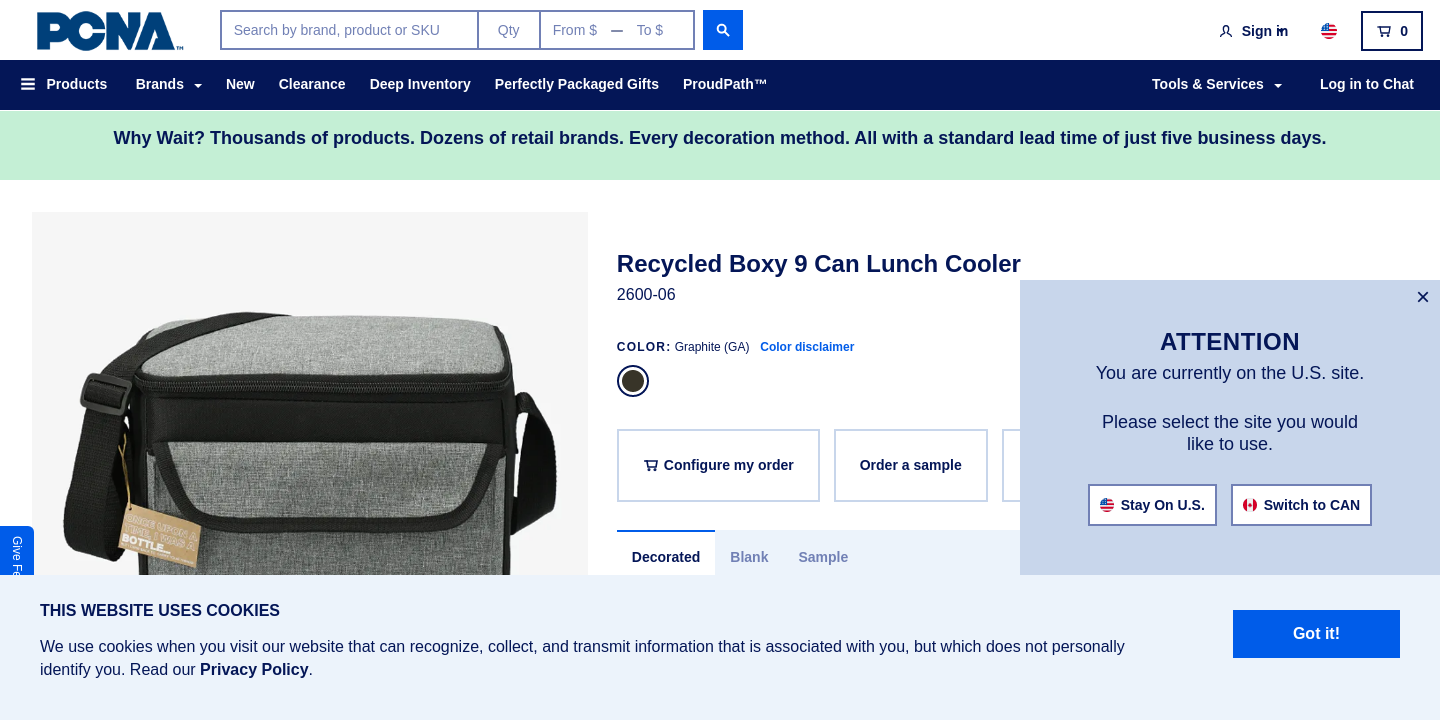 PCNA™
Search by brand, product or SKU
Qty
From $ — To $
Sign in
0
Products
Brands
New
Clearance
Deep Inventory
Perfectly Packaged Gifts
ProudPath™
Tools & Services
Log in to Chat
Why Wait? Thousands of products. Dozens of retail brands. Every decoration method. All with a standard lead time of just five business days.
Recycled Boxy 9 Can Lunch Cooler
2600-06
COLOR: Graphite (GA) Color disclaimer
Configure my order
Order a sample
Decorated
Blank
Sample
ONCE UPON A
TIME, I WAS A
BOTTLE...
ATTENTION
You are currently on the U.S. site.
Please select the site you would
like to use.
Stay On U.S.
Switch to CAN
Give Fe
THIS WEBSITE USES COOKIES
We use cookies when you visit our website that can recognize, collect, and transmit information that is associated with you, but which does not personally
identify you. Read our Privacy Policy.
Got it!